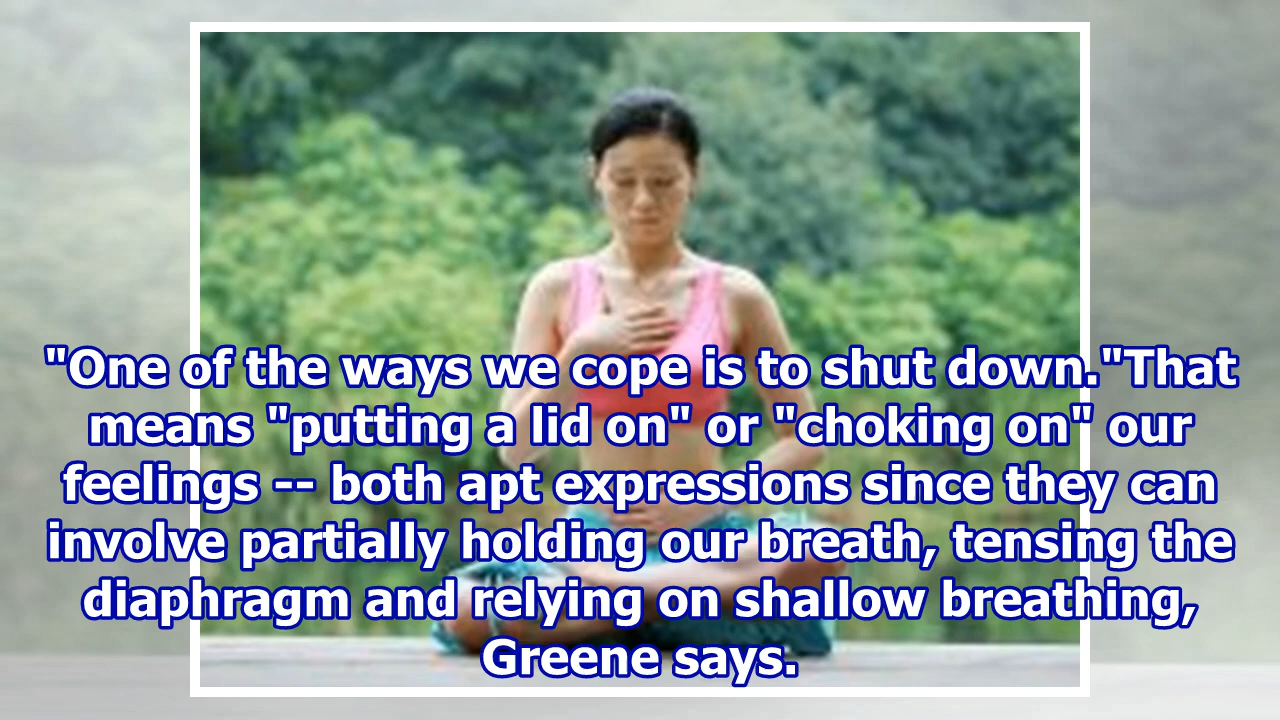 "One of the ways we cope is to shut down."That
means "putting a lid on" or "choking on" our
feelings -- both apt expressions since they can
involve partially holding our breath, tensing the
diaphragm and relying on shallow breathing,
Greene says.